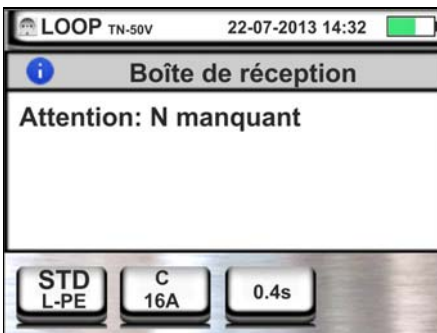 LOOP TN-50V 22-07-2013 14:32
Boîte de réception
Attention: N manquant
STD C 0.4s
L-PE 16A